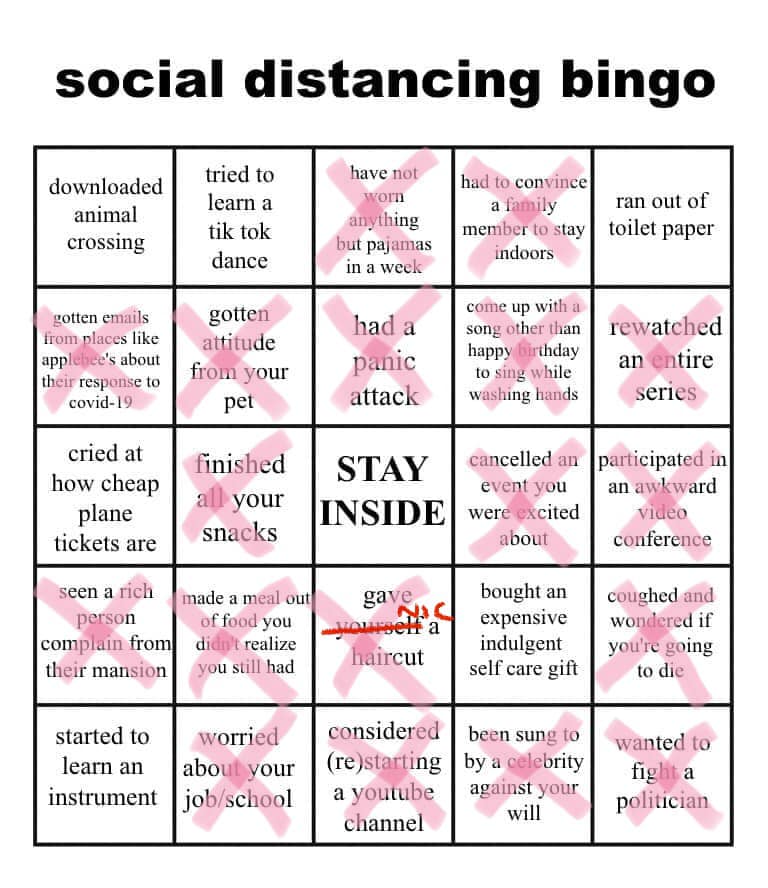 social distancing bingo
downloaded
animal
crossing
tried to
learn a
tik tok
dance
have not
worn
anything
but pajamas
in a week
had to convince
a family
member to stay
indoors
ran out of
toilet paper
gotten emails
from places like
applebee's about
their response to
covid-19
gotten
attitude
from your
pet
had a
panic
attack
come up with a
song other than
happy birthday
to sing while
washing hands
rewatched
an entire
series
cried at
how cheap
plane
tickets are
finished
all your
snacks
STAY
INSIDE
cancelled an
event you
were excited
about
participated in
an awkward
video
conference
seen a rich
person
complain from
their mansion
made a meal out
of food you
didn't realize
you still had
gave
NIC
yourself a
haircut
bought an
expensive
indulgent
self care gift
coughed and
wondered if
you're going
to die
started to
learn an
instrument
worried
about your
job/school
considered
(re)starting
a youtube
channel
been sung to
by a celebrity
against your
will
wanted to
fight a
politician